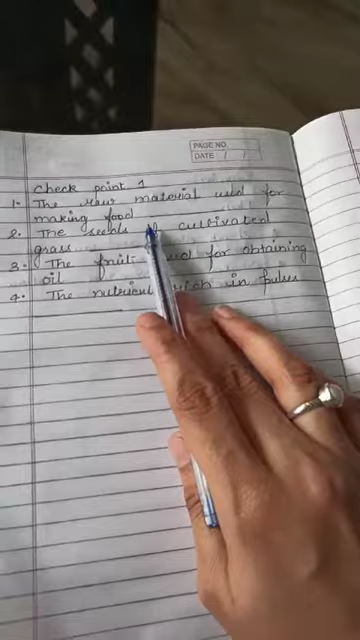 PAGE NO.
DATE / /
Check point 1
1. The raw material used for
making food
2. The seeds of cultivated
grass
3. The fruit used for obtaining
oil
4. The nutrient rich in pulses